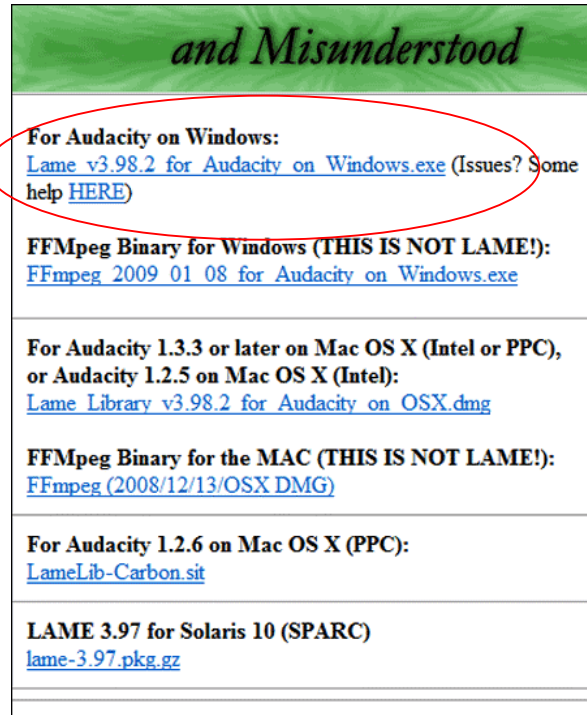 and Misunderstood
For Audacity on Windows:
Lame v3.98.2 for Audacity on Windows.exe (Issues? Some
help HERE)
FFMpeg Binary for Windows (THIS IS NOT LAME!):
FFmpeg 2009 01 08 for Audacity on Windows.exe
For Audacity 1.3.3 or later on Mac OS X (Intel or PPC),
or Audacity 1.2.5 on Mac OS X (Intel):
Lame Library v3.98.2 for Audacity on OSX.dmg
FFMpeg Binary for the MAC (THIS IS NOT LAME!):
FFmpeg (2008/12/13/OSX DMG)
For Audacity 1.2.6 on Mac OS X (PPC):
LameLib-Carbon.sit
LAME 3.97 for Solaris 10 (SPARC)
lame-3.97.pkg.gz